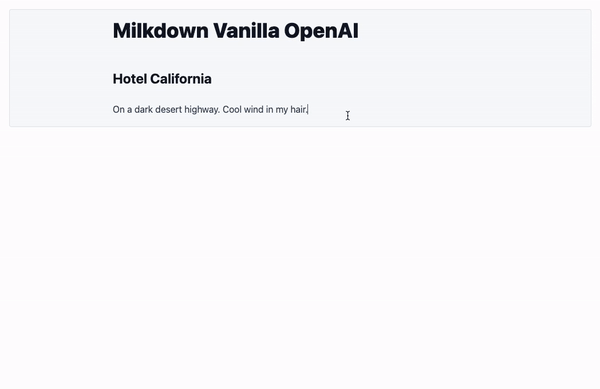 Milkdown Vanilla OpenAI
Hotel California
On a dark desert highway. Cool wind in my hair.